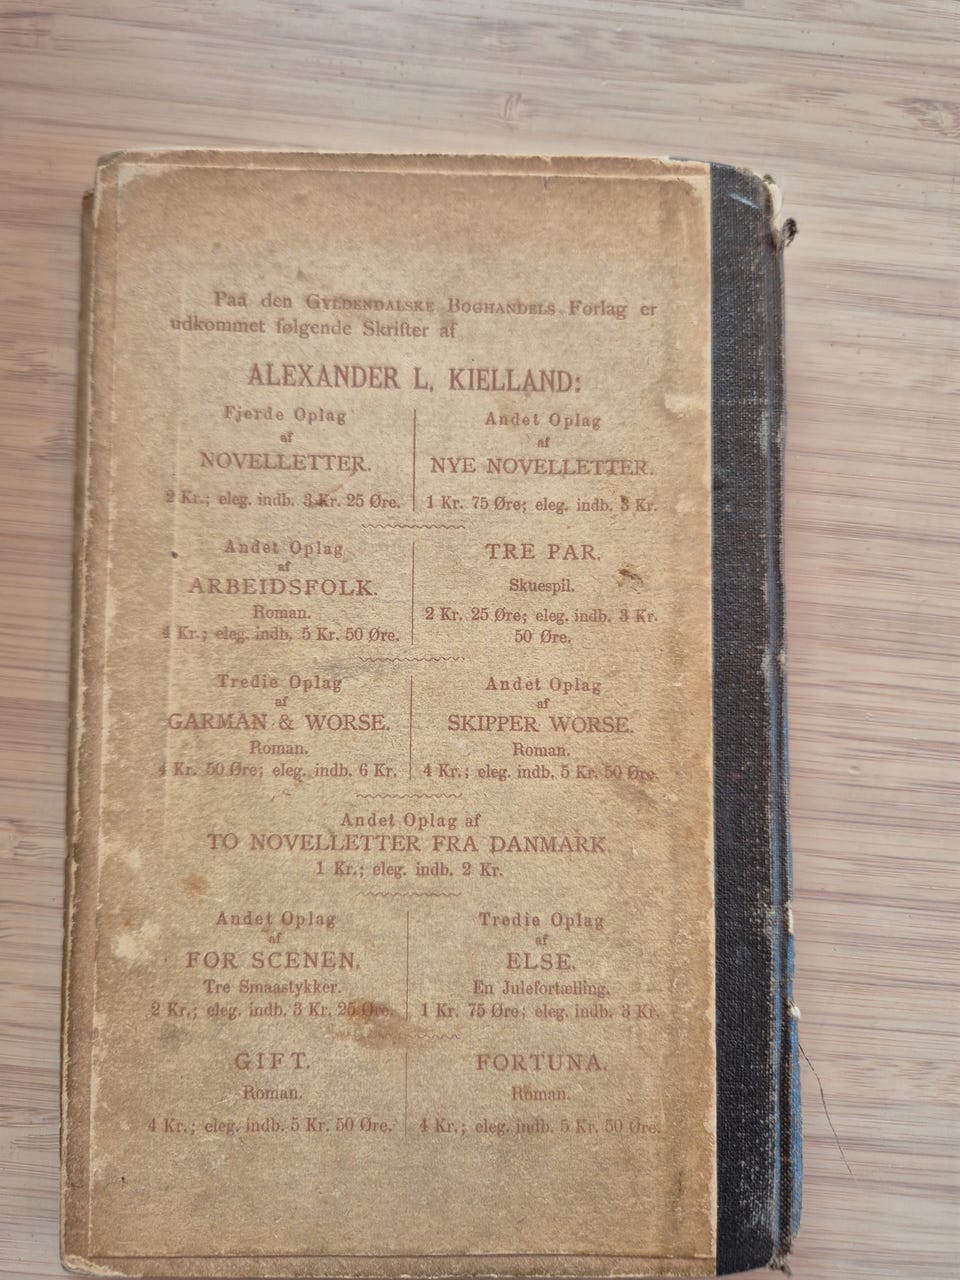 Paa den GYLDENDALSKE BOGHANDELS Forlag er
udkommet følgende Skrifter af
ALEXANDER L. KIELLAND:
Fjerde Oplag
af
NOVELLETTER.
2 Kr.; eleg. indb. 3 Kr. 25 Øre.
Andet Oplag
af
NYE NOVELLETTER.
1 Kr. 75 Øre; eleg. indb. 3 Kr.
Andet Oplag
af
ARBEIDSFOLK.
Roman.
4 Kr.; eleg. indb. 5 Kr. 50 Øre.
TRE PAR.
Skuespil.
2 Kr. 25 Øre; eleg. indb. 3 Kr.
50 Øre.
Tredie Oplag
af
GARMAN & WORSE.
Roman.
4 Kr. 50 Øre; eleg. indb. 6 Kr.
Andet Oplag
af
SKIPPER WORSE.
Roman.
4 Kr.; eleg. indb. 5 Kr. 50 Øre.
Andet Oplag af
TO NOVELLETTER FRA DANMARK.
1 Kr.; eleg. indb. 2 Kr.
Andet Oplag
af
FOR SCENEN.
Tre Smaastykker.
2 Kr.; eleg. indb. 3 Kr. 25 Øre.
Tredie Oplag
af
ELSE.
En Julefortælling.
1 Kr. 75 Øre; eleg. indb. 3 Kr.
GIFT.
Roman.
4 Kr.; eleg. indb. 5 Kr. 50 Øre.
FORTUNA.
Roman.
4 Kr.; eleg. indb. 5 Kr. 50 Øre.